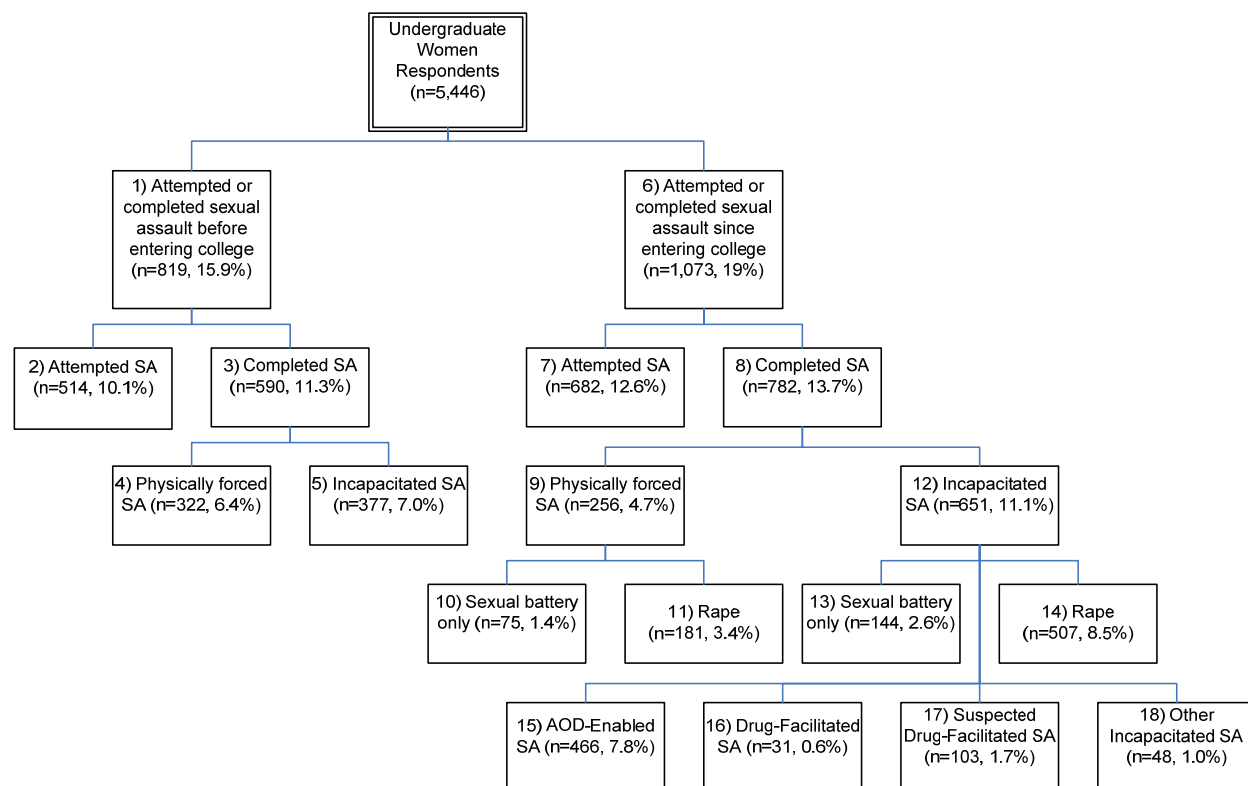 Undergraduate
Women
Respondents
(n=5,446)
1) Attempted or
completed sexual
assault before
entering college
(n=819, 15.9%)
6) Attempted or
completed sexual
assault since
entering college
(n=1,073, 19%)
2) Attempted SA
(n=514, 10.1%)
3) Completed SA
(n=590, 11.3%)
7) Attempted SA
(n=682, 12.6%)
8) Completed SA
(n=782, 13.7%)
4) Physically forced
SA (n=322, 6.4%)
5) Incapacitated SA
(n=377, 7.0%)
9) Physically forced
SA (n=256, 4.7%)
12) Incapacitated
SA (n=651, 11.1%)
10) Sexual battery
only (n=75, 1.4%)
11) Rape
(n=181, 3.4%)
13) Sexual battery
only (n=144, 2.6%)
14) Rape
(n=507, 8.5%)
15) AOD-Enabled
SA (n=466, 7.8%)
16) Drug-Facilitated
SA (n=31, 0.6%)
17) Suspected
Drug-Facilitated SA
(n=103, 1.7%)
18) Other
Incapacitated SA
(n=48, 1.0%)